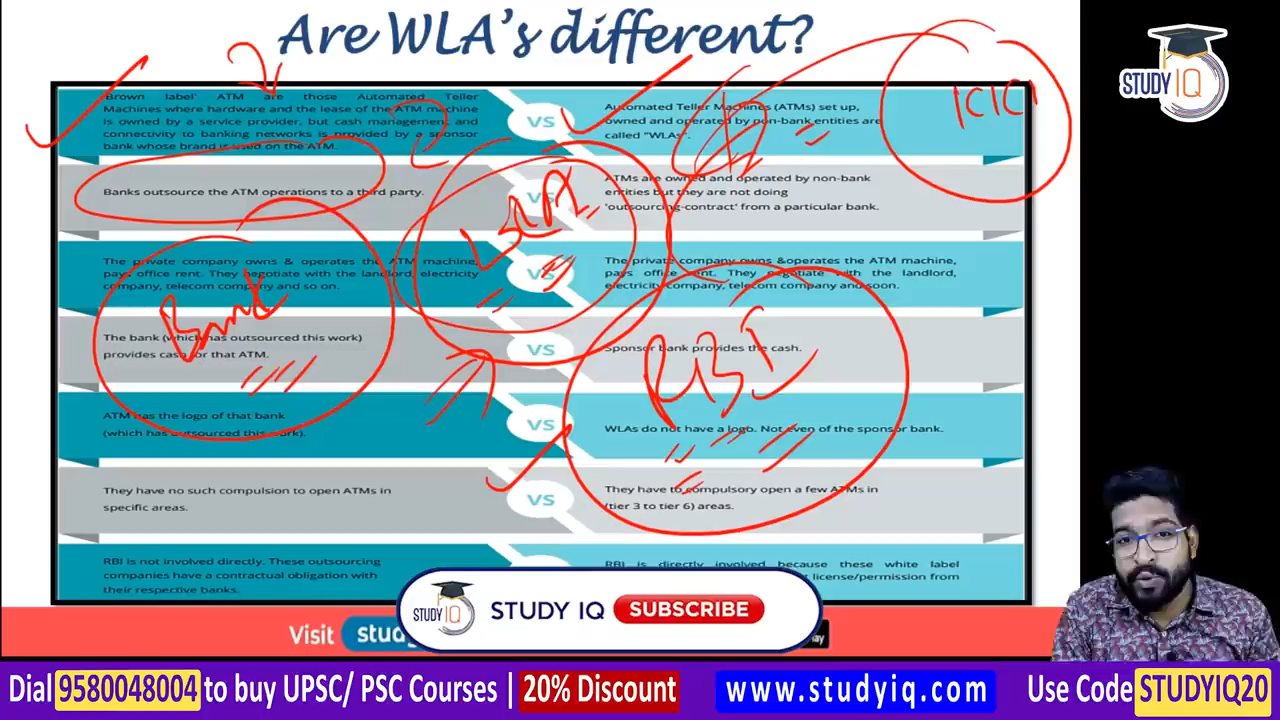 Are WLA's different?
STUDY IQ
'Brown label' ATM are those Automated Teller
Machines where hardware and the lease of the ATM machine
is owned by a service provider, but cash management and
connectivity to banking networks is provided by a sponsor
bank whose brand is used on the ATM.
VS
Automated Teller Machines (ATMs) set up,
owned and operated by non-bank entities are
called "WLAs".
ICICI
Banks outsource the ATM operations to a third party.
VS
ATMs are owned and operated by non-bank
entities but they are not doing
'outsourcing-contract' from a particular bank.
The private company owns & operates the ATM machine,
pays office rent. They negotiate with the landlord, electricity
company, telecom company and so on.
VS
The private company owns &operates the ATM machine,
pays office rent. They negotiate with the landlord,
electricity company, telecom company and soon.
Bank
The bank (which has outsourced this work)
provides cash for that ATM.
VS
Sponsor bank provides the cash.
RBI
ATM has the logo of that bank
(which has outsourced this work).
VS
WLAs do not have a logo. Not even of the sponsor bank.
They have no such compulsion to open ATMs in
specific areas.
VS
They have to compulsory open a few ATMs in
(tier 3 to tier 6) areas.
RBI is not involved directly. These outsourcing
companies have a contractual obligation with
their respective banks.
RBI is directly involved because these white label
license/permission from
STUDY IQ
STUDY IQ
SUBSCRIBE
Visit
Dial 9580048004 to buy UPSC/ PSC Courses | 20% Discount
www.studyiq.com
Use Code STUDYIQ20